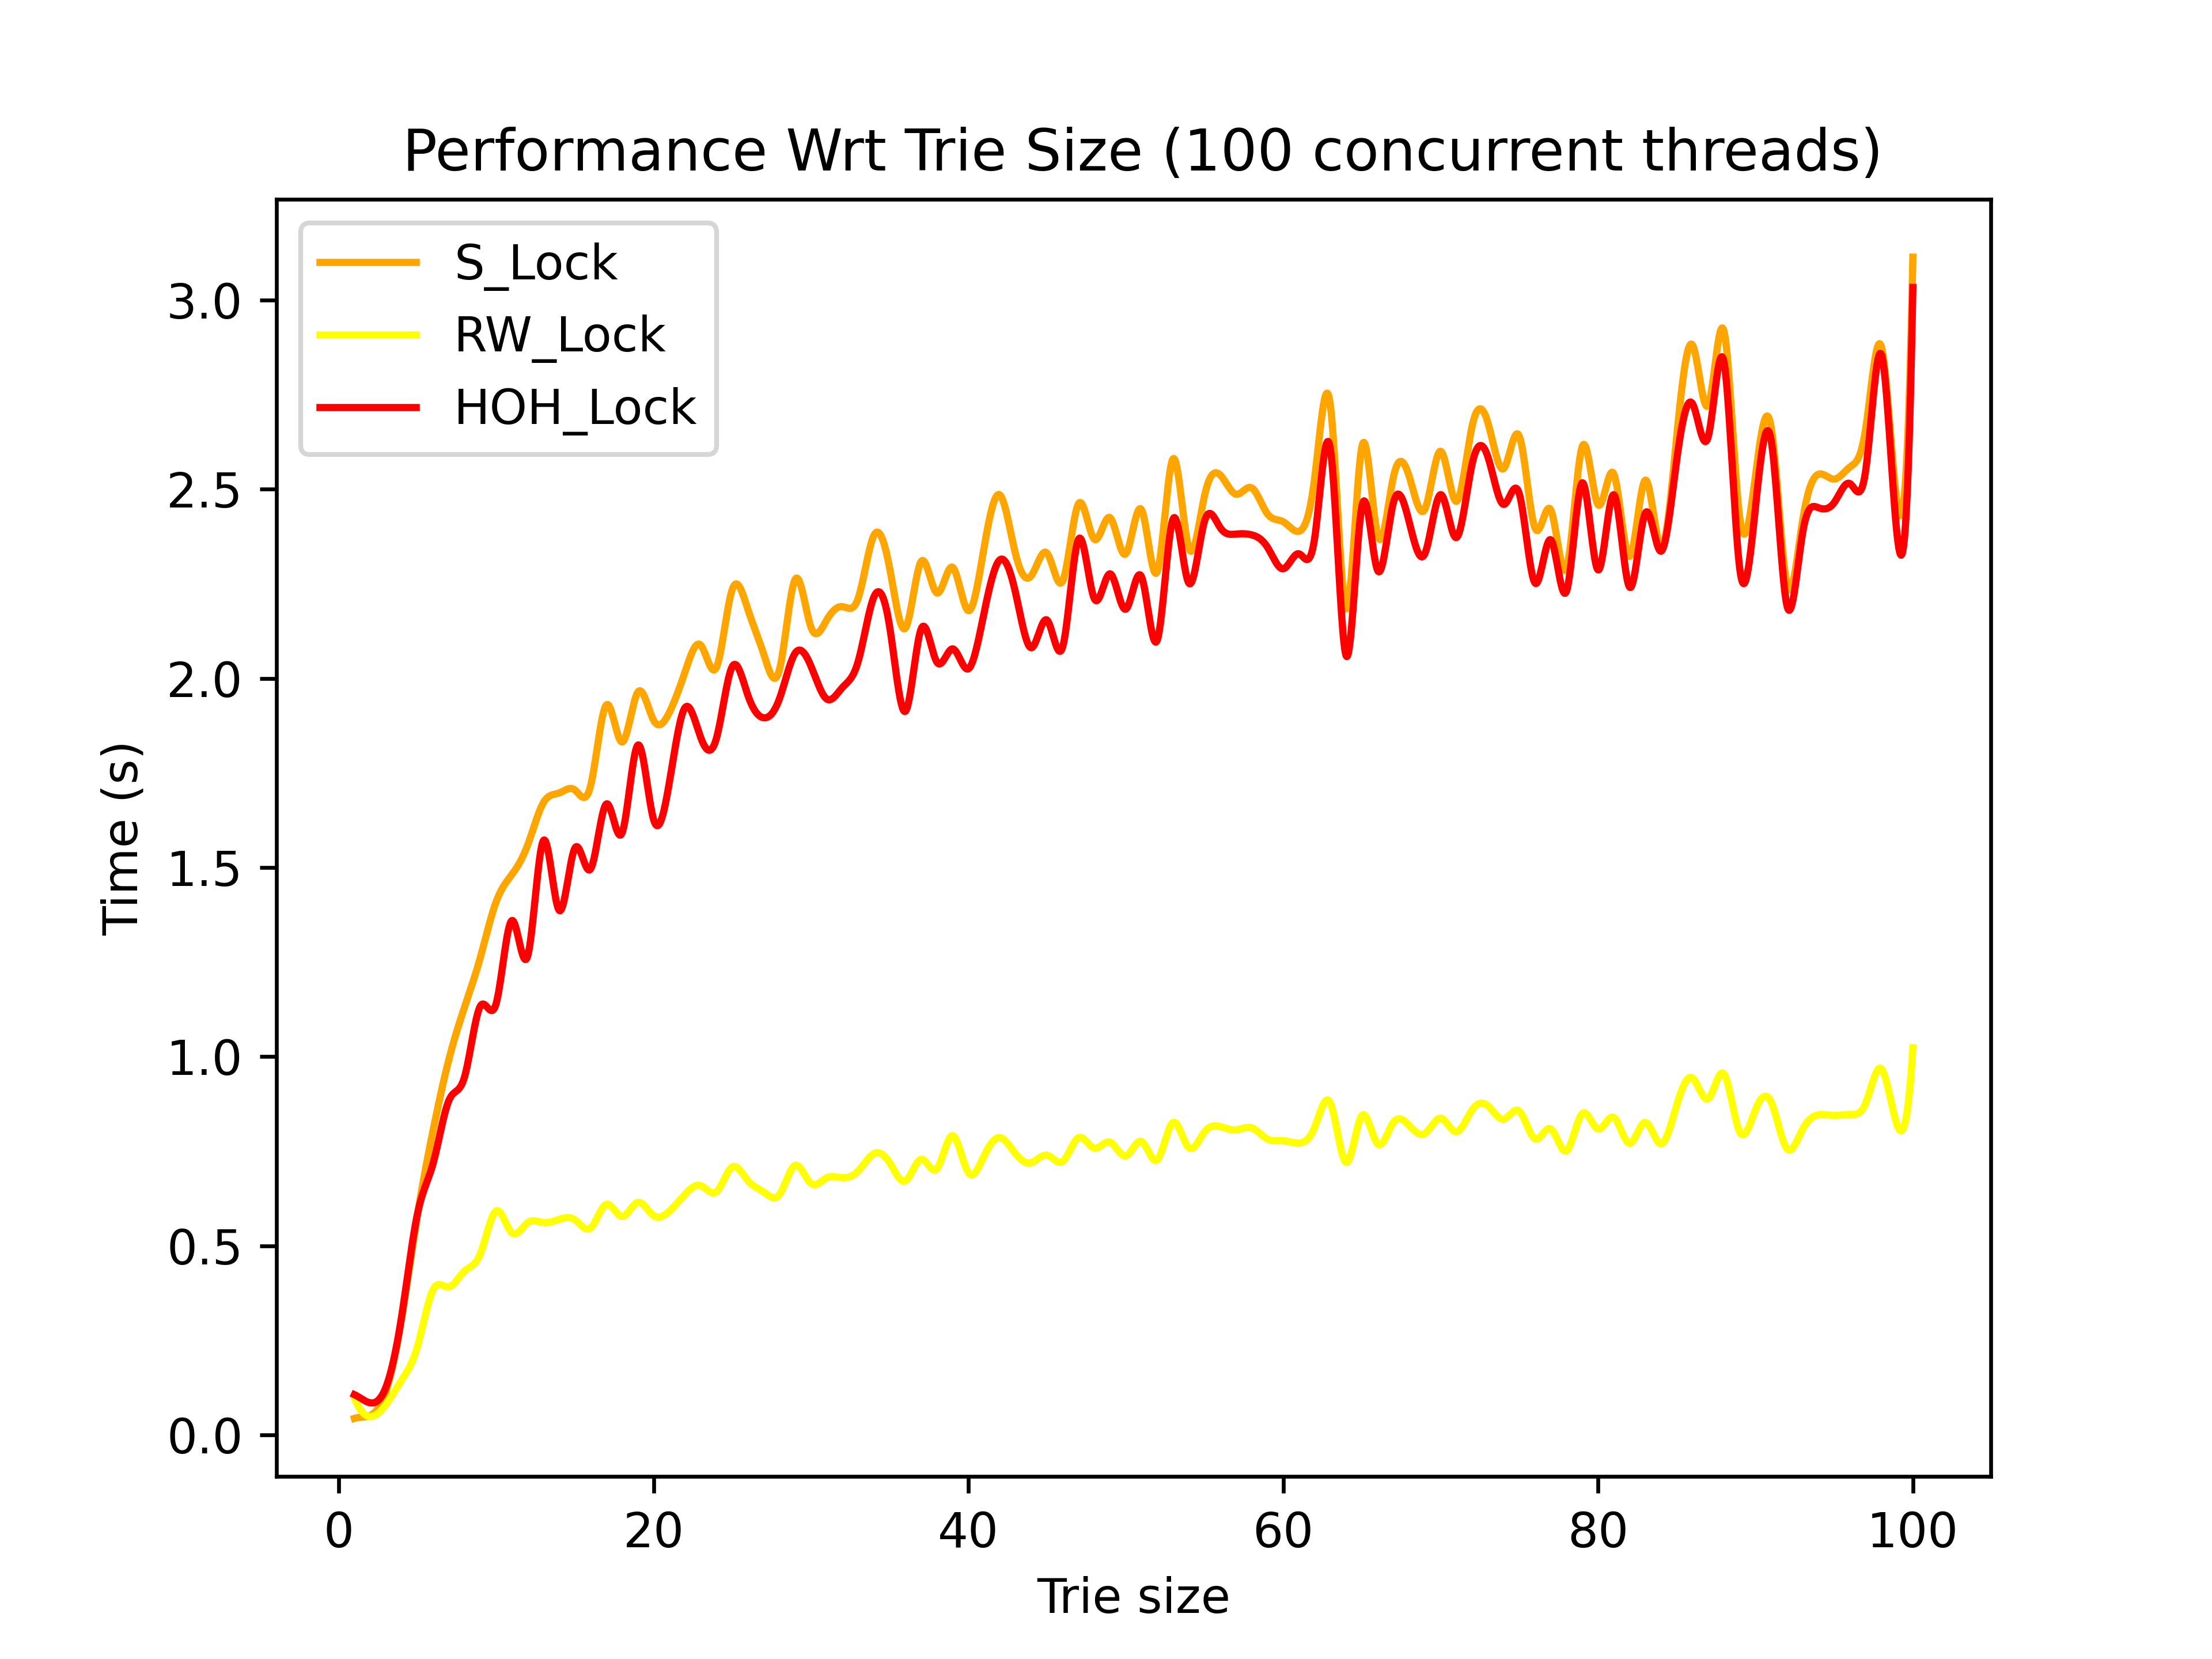 Performance Wrt Trie Size (100 concurrent threads)
S_Lock
RW_Lock
HOH_Lock
3.0
2.5
2.0
1.5
1.0
0.5
0.0
Time (s)
0 20 40 60 80 100
Trie size